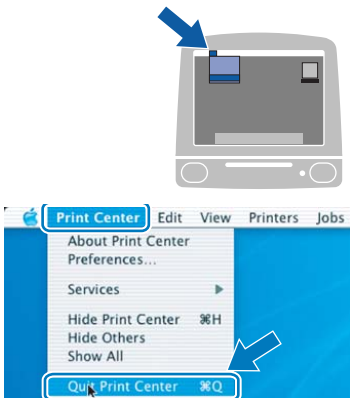 Print Center Edit View Printers Jobs
About Print Center
Preferences...
Services
Hide Print Center ⌘H
Hide Others
Show All
Quit Print Center ⌘Q